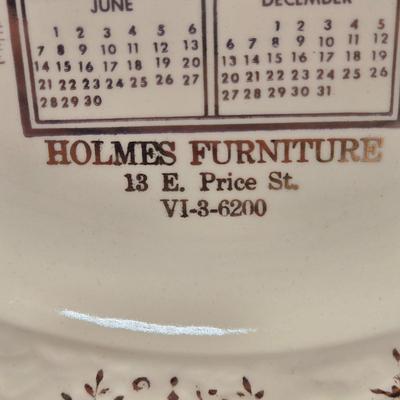 JUNE
1 2 3 4 5 6
7 8 9 10 11 12 13
14 15 16 17 18 19 20
21 22 23 24 25 26 27
28 29 30
DECEMBER
1 2 3 4 5
6 7 8 9 10 11 12
13 14 15 16 17 18 19
20 21 22 23 24 25 26
27 28 29 30 31
HOLMES FURNITURE
13 E. Price St.
VI-3-6200